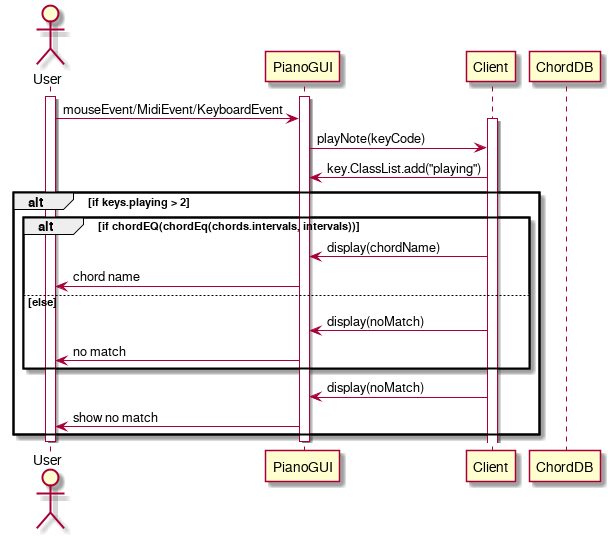 User
PianoGUI
Client
ChordDB
mouseEvent/MidiEvent/KeyboardEvent
playNote(keyCode)
key.ClassList.add("playing")
alt [if keys.playing > 2]
alt [if chordEQ(chordEq(chords.intervals, intervals))]
display(chordName)
chord name
[else]
display(noMatch)
no match
display(noMatch)
show no match
User
PianoGUI
Client
ChordDB